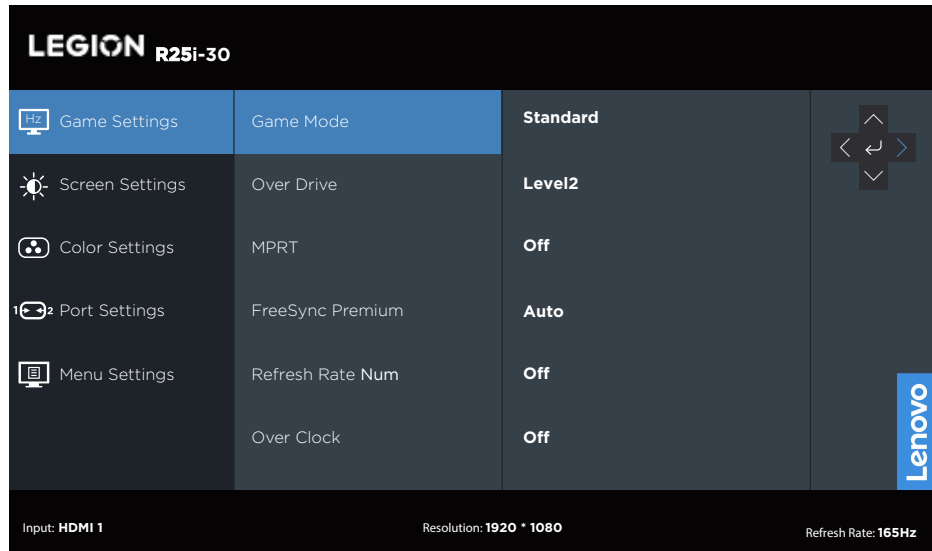 LEGION R25i-30
Hz Game Settings Game Mode Standard
Screen Settings Over Drive Level2
Color Settings MPRT Off
1 2 Port Settings FreeSync Premium Auto
Menu Settings Refresh Rate Num Off
Over Clock Off
Lenovo
Input: HDMI 1 Resolution: 1920 * 1080 Refresh Rate: 165Hz